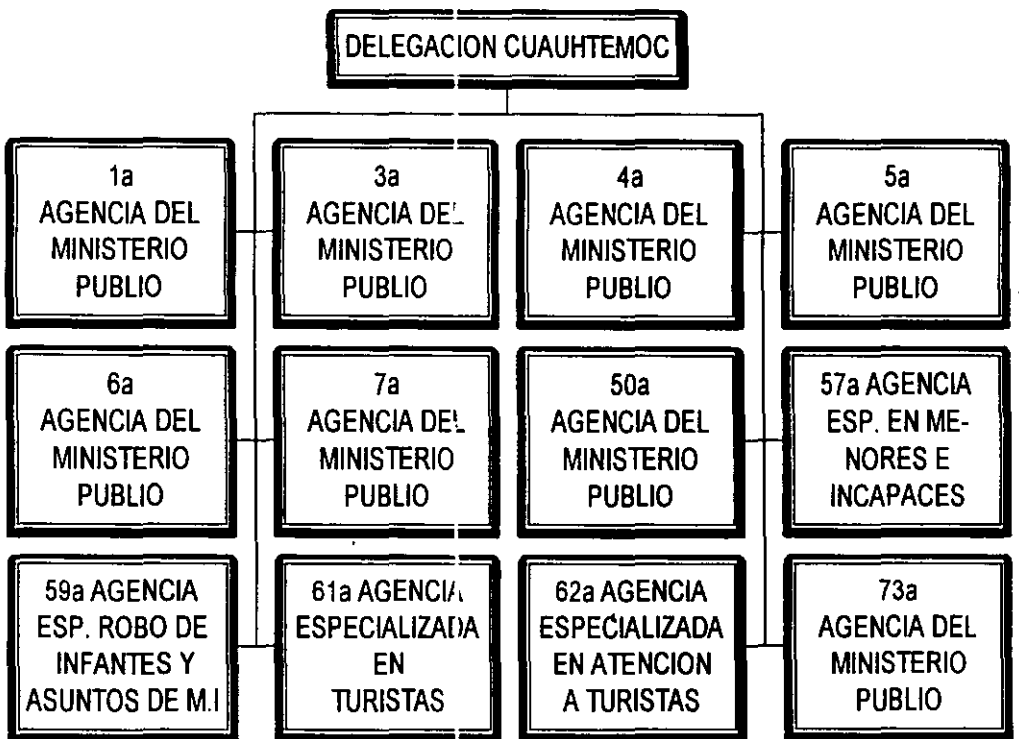 DELEGACION CUAUHTEMOC
1a
AGENCIA DEL
MINISTERIO
PUBLIO
3a
AGENCIA DEL
MINISTERIO
PUBLIO
4a
AGENCIA DEL
MINISTERIO
PUBLIO
5a
AGENCIA DEL
MINISTERIO
PUBLIO
6a
AGENCIA DEL
MINISTERIO
PUBLIO
7a
AGENCIA DEL
MINISTERIO
PUBLIO
50a
AGENCIA DEL
MINISTERIO
PUBLIO
57a AGENCIA
ESP. EN ME-
NORES E
INCAPACES
59a AGENCIA
ESP. ROBO DE
INFANTES Y
ASUNTOS DE M.I
61a AGENCIA
ESPECIALIZADA
EN
TURISTAS
62a AGENCIA
ESPECIALIZADA
EN ATENCION
A TURISTAS
73a
AGENCIA DEL
MINISTERIO
PUBLIO